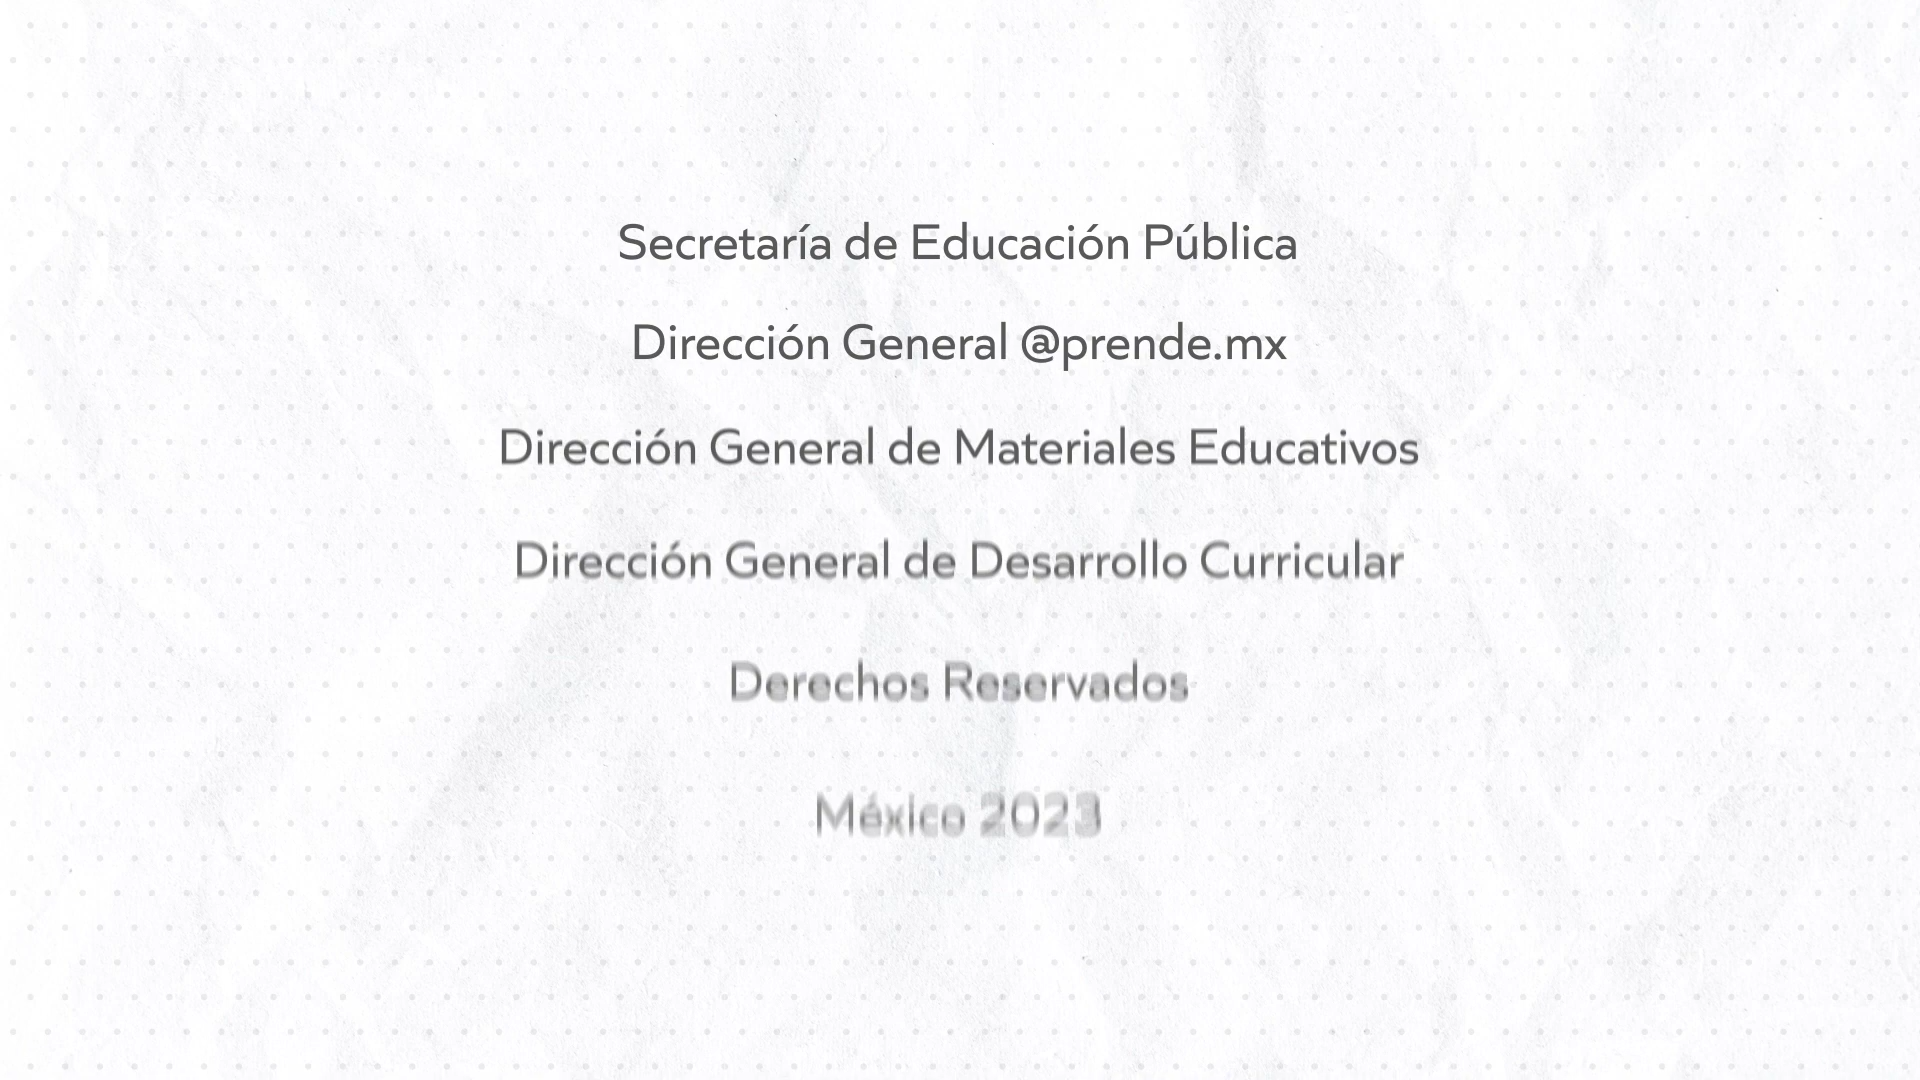 Secretaría de Educación Pública
Dirección General @prende.mx
Dirección General de Materiales Educativos
Dirección General de Desarrollo Curricular
Derechos Reservados
México 2023